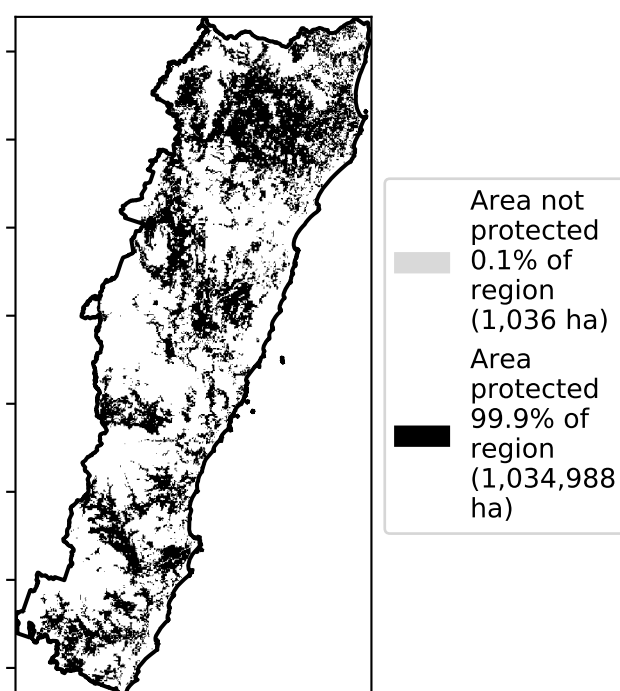 Area not
protected
0.1% of
region
(1,036 ha)
Area
protected
99.9% of
region
(1,034,988
ha)